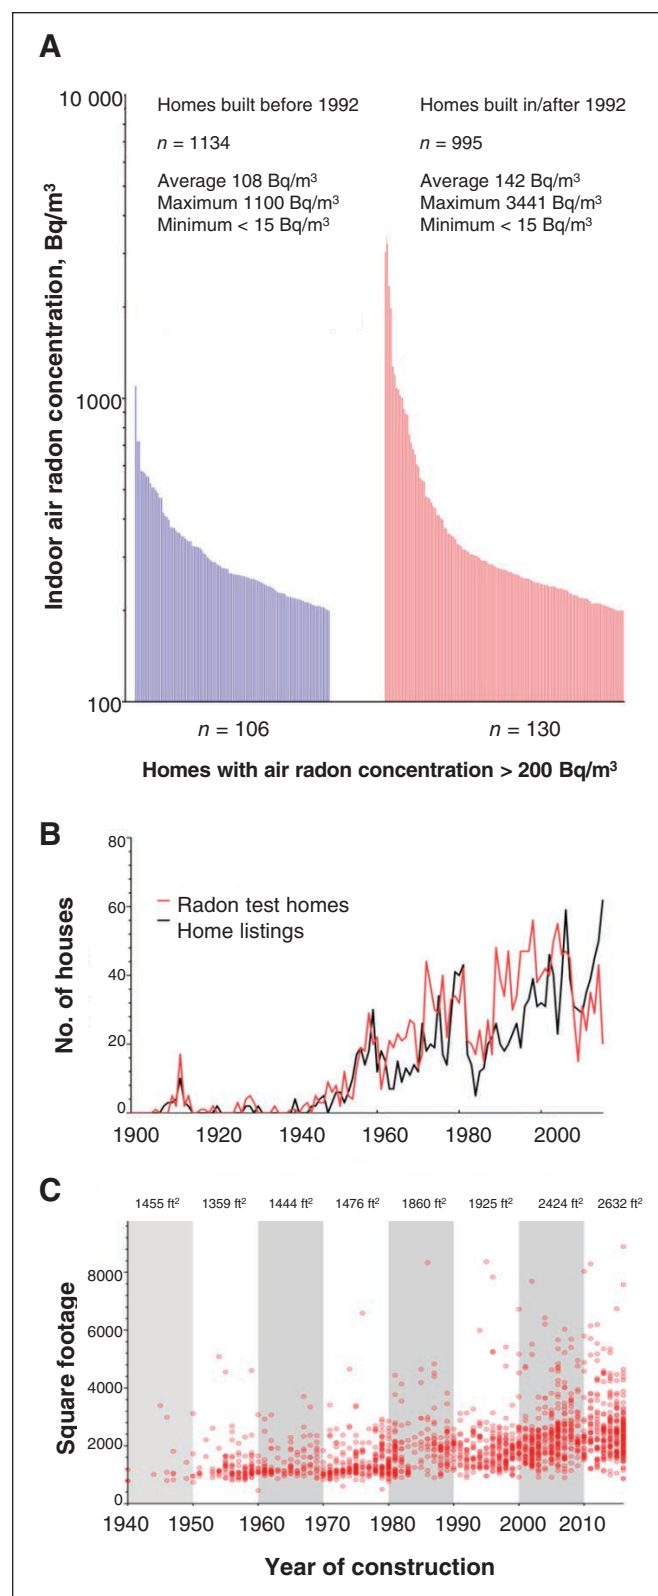 A
10 000
Homes built before 1992
Homes built in/after 1992
n = 1134
n = 995
Average 108 Bq/m³
Maximum 1100 Bq/m³
Minimum < 15 Bq/m³
Average 142 Bq/m³
Maximum 3441 Bq/m³
Minimum < 15 Bq/m³
Indoor air radon concentration, Bq/m³
1000
100
n = 106
n = 130
Homes with air radon concentration > 200 Bq/m³
B
80
60
40
20
0
No. of houses
Radon test homes
Home listings
1900 1920 1940 1960 1980 2000
C
1455 ft² 1359 ft² 1444 ft² 1476 ft² 1860 ft² 1925 ft² 2424 ft² 2632 ft²
8000
6000
4000
2000
0
Square footage
1940 1950 1960 1970 1980 1990 2000 2010
Year of construction